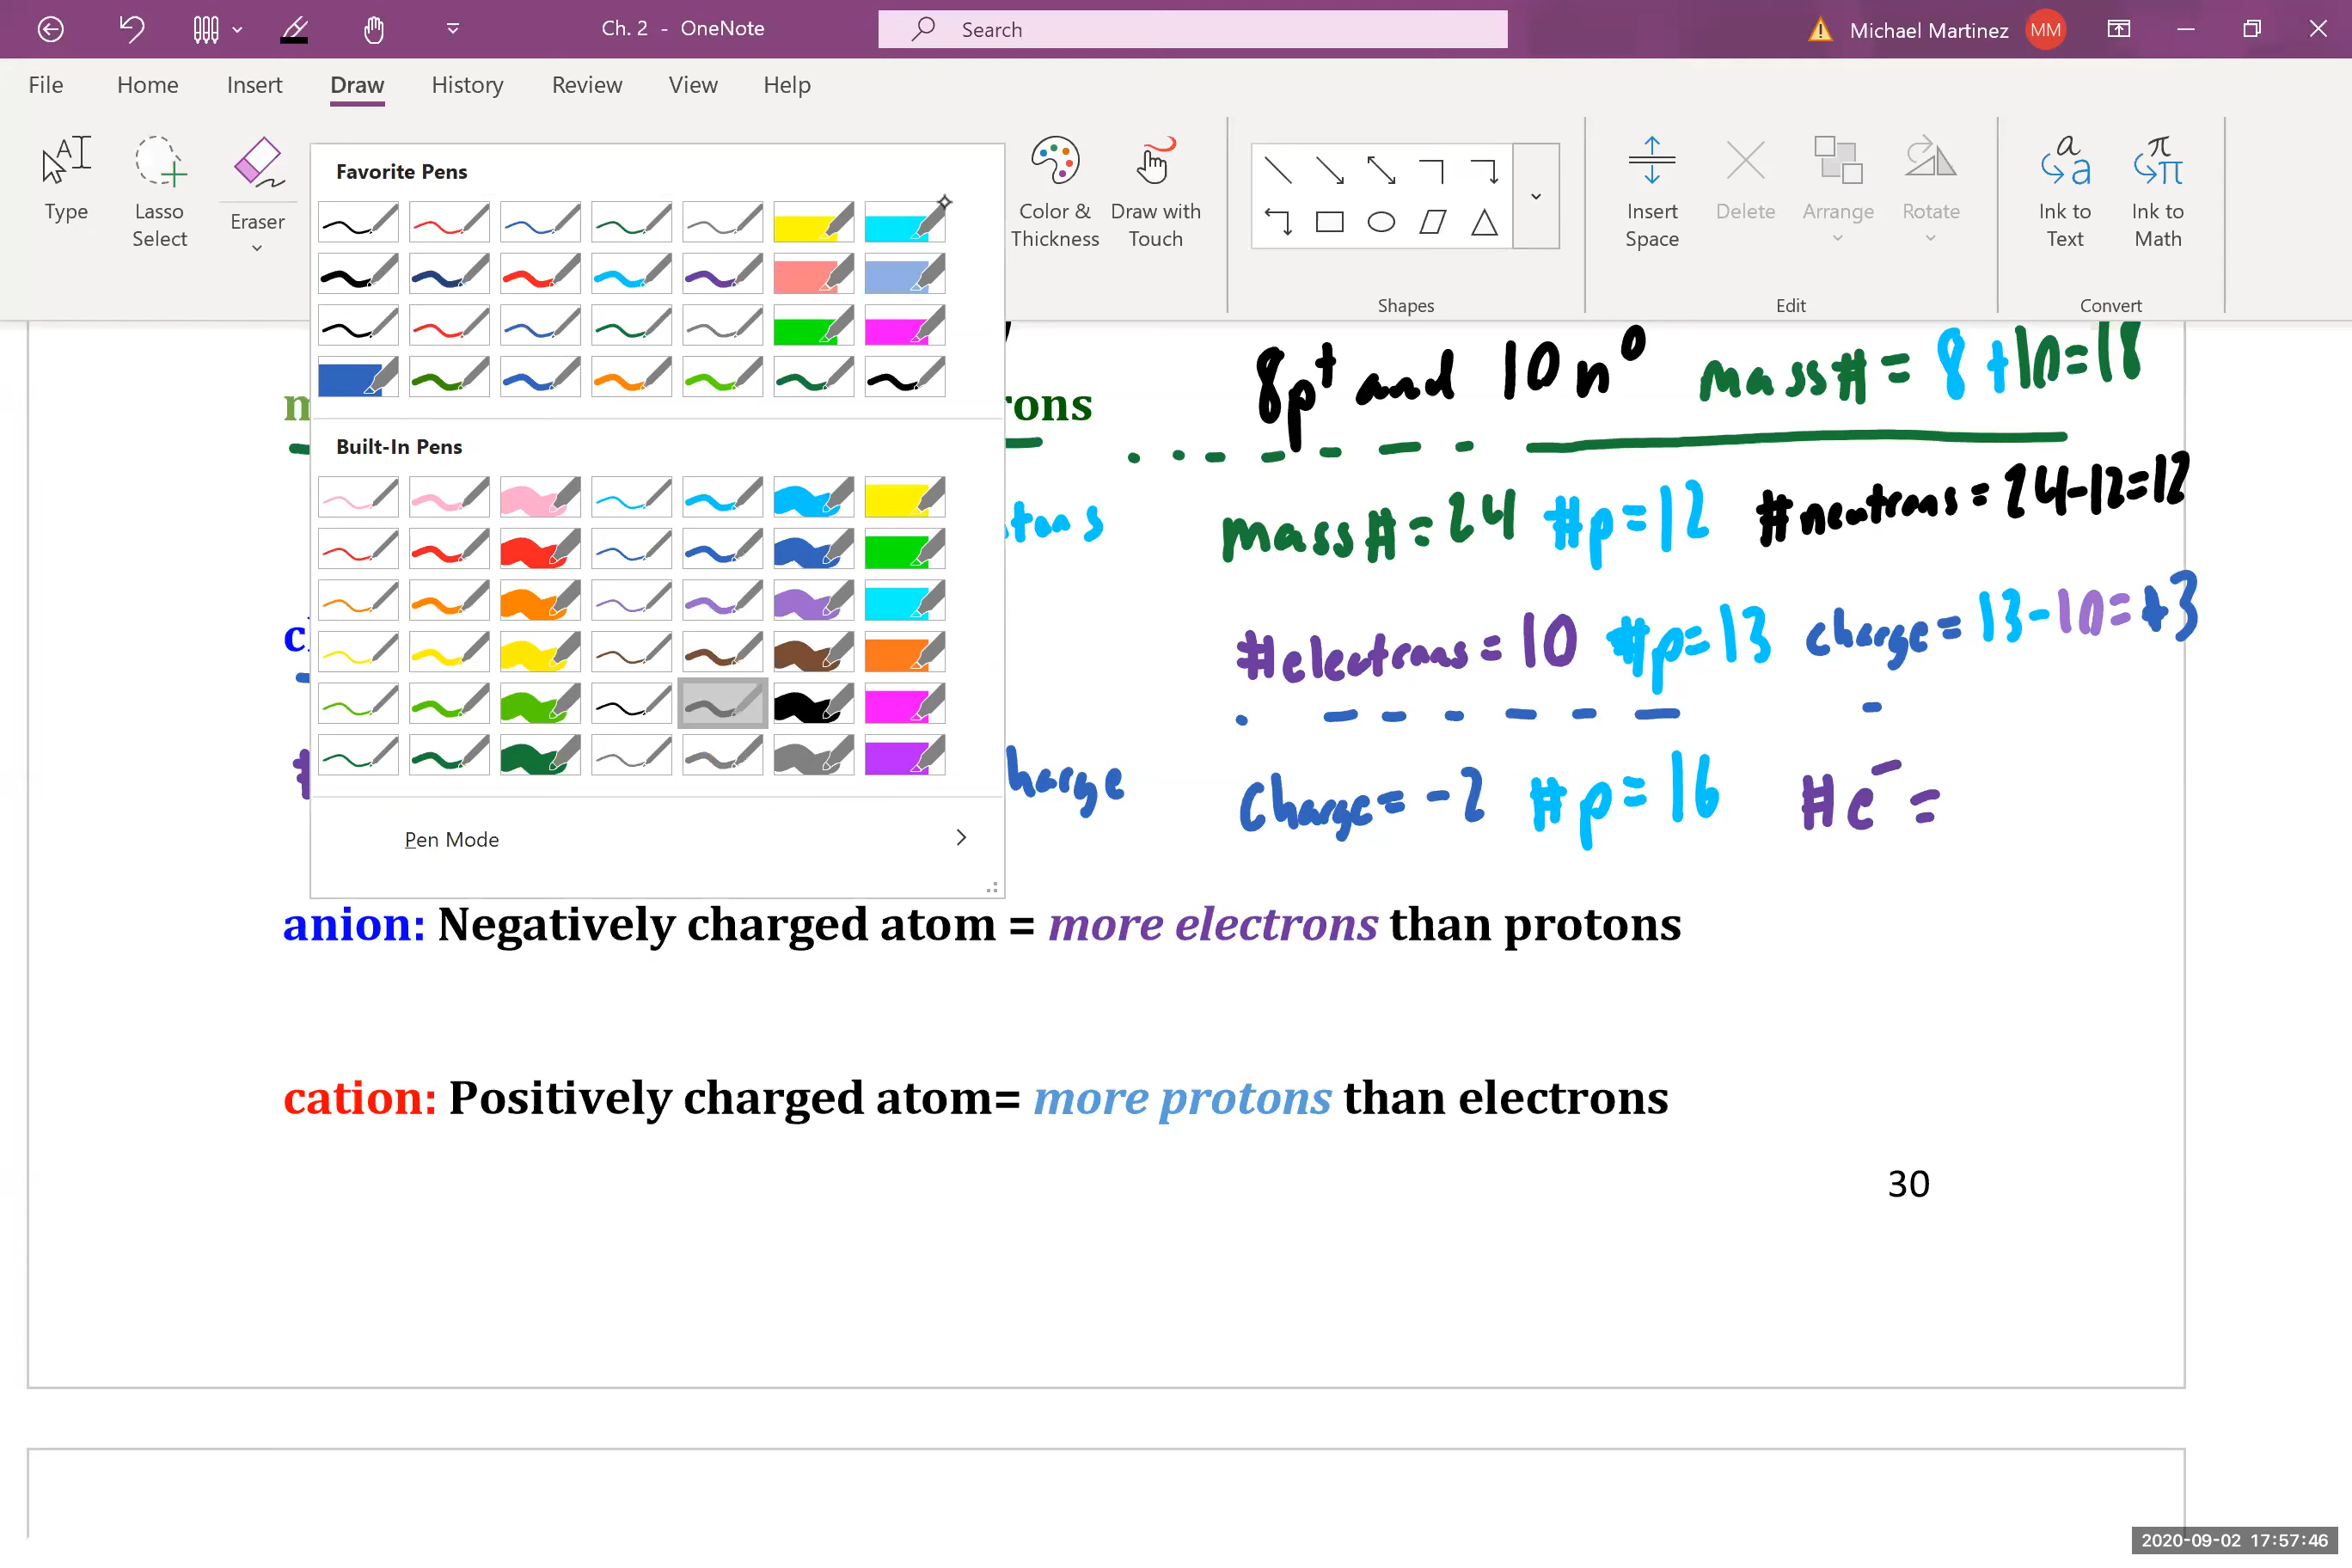 Ch. 2 - OneNote
Search
Michael Martinez
MM
File Home Insert Draw History Review View Help
Type
Lasso Select
Eraser
Color & Thickness
Draw with Touch
Insert Space
Delete
Arrange
Rotate
Ink to Text
Ink to Math
Shapes
Edit
Convert
Favorite Pens
Built-In Pens
Pen Mode
rons
8p⁺ and 10 n⁰ mass# = 8+10=18
mass# = 24 #p=12 #neutrons = 24-12=12
#electrons = 10 #p=13 charge = 13-10=+3
harge
Charge = -2 #p = 16 #e⁻ =
anion: Negatively charged atom = more electrons than protons
cation: Positively charged atom= more protons than electrons
30
2020-09-02 17:57:46